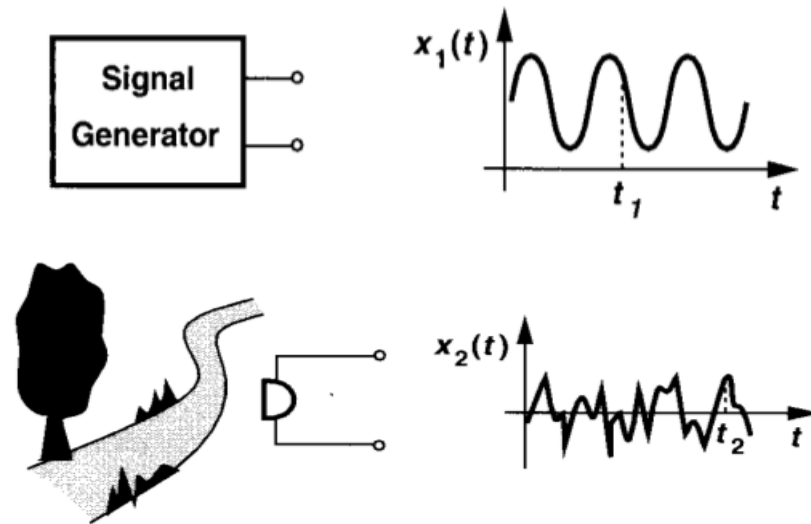 Signal
Generator
x₁(t)
t₁
t
x₂(t)
t₂
t